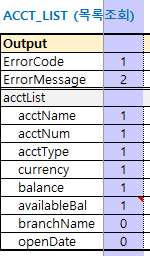 ACCT_LIST (목록조회)
Output
ErrorCode 1
ErrorMessage 2
acctList
acctName 1
acctNum 1
acctType 1
currency 1
balance 1
availableBal 1
branchName 0
openDate 0